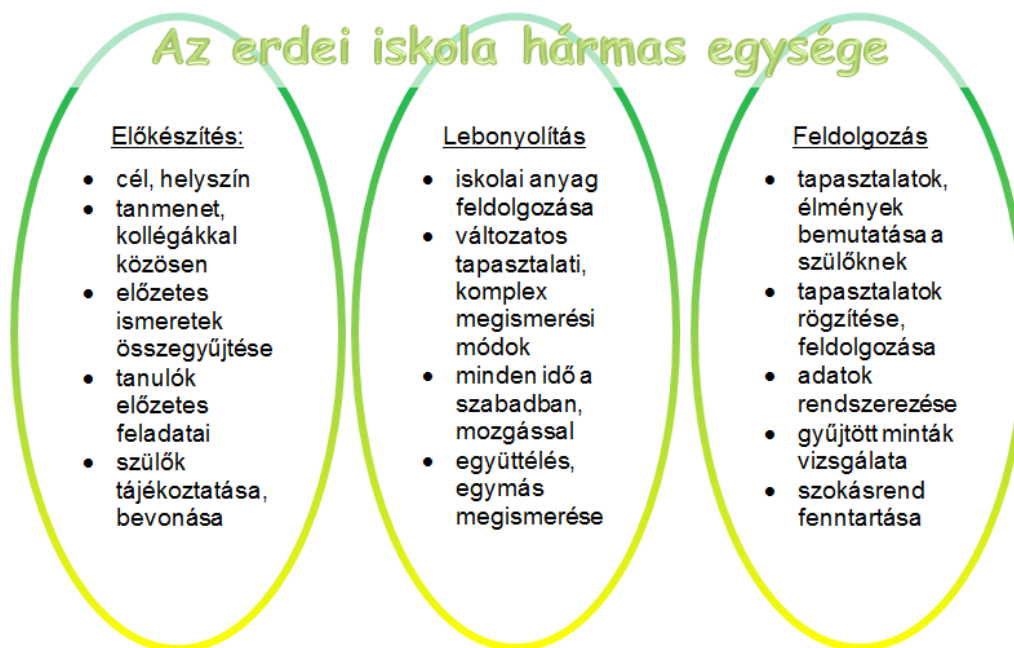 Az erdei iskola hármas egysége
Előkészítés:
• cél, helyszín
• tanmenet,
kollégákkal
közösen
• előzetes
ismeretek
összegyűjtése
• tanulók
előzetes
feladatai
• szülők
tájékoztatása,
bevonása
Lebonyolítás
• iskolai anyag
feldolgozása
• változatos
tapasztalati,
komplex
megismerési
módok
• minden idő a
szabadban,
mozgással
• együttélés,
egymás
megismerése
Feldolgozás
• tapasztalatok,
élmények
bemutatása a
szülőknek
• tapasztalatok
rögzítése,
feldolgozása
• adatok
rendszerezése
• gyűjtött minták
vizsgálata
• szokásrend
fenntartása